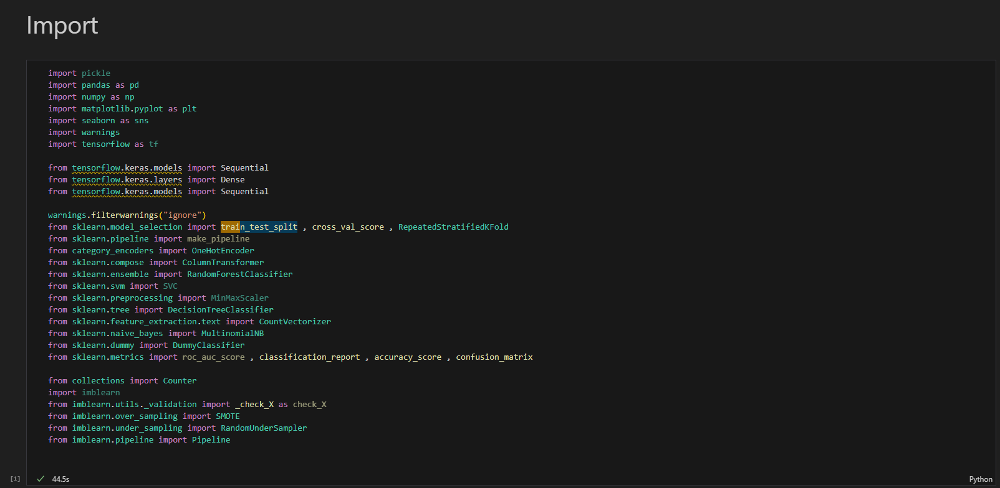 Import
import pickle
import pandas as pd
import numpy as np
import matplotlib.pyplot as plt
import seaborn as sns
import warnings
import tensorflow as tf
from tensorflow.keras.models import Sequential
from tensorflow.keras.layers import Dense
from tensorflow.keras.models import Sequential
warnings.filterwarnings("ignore")
from sklearn.model_selection import train_test_split , cross_val_score , RepeatedStratifiedKFold
from sklearn.pipeline import make_pipeline
from category_encoders import OneHotEncoder
from sklearn.compose import ColumnTransformer
from sklearn.ensemble import RandomForestClassifier
from sklearn.svm import SVC
from sklearn.preprocessing import MinMaxScaler
from sklearn.tree import DecisionTreeClassifier
from sklearn.feature_extraction.text import CountVectorizer
from sklearn.naive_bayes import MultinomialNB
from sklearn.dummy import DummyClassifier
from sklearn.metrics import roc_auc_score , classification_report , accuracy_score , confusion_matrix
from collections import Counter
import imblearn
from imblearn.utils._validation import _check_X as check_X
from imblearn.over_sampling import SMOTE
from imblearn.under_sampling import RandomUnderSampler
from imblearn.pipeline import Pipeline
[1] ✓ 44.5s Python